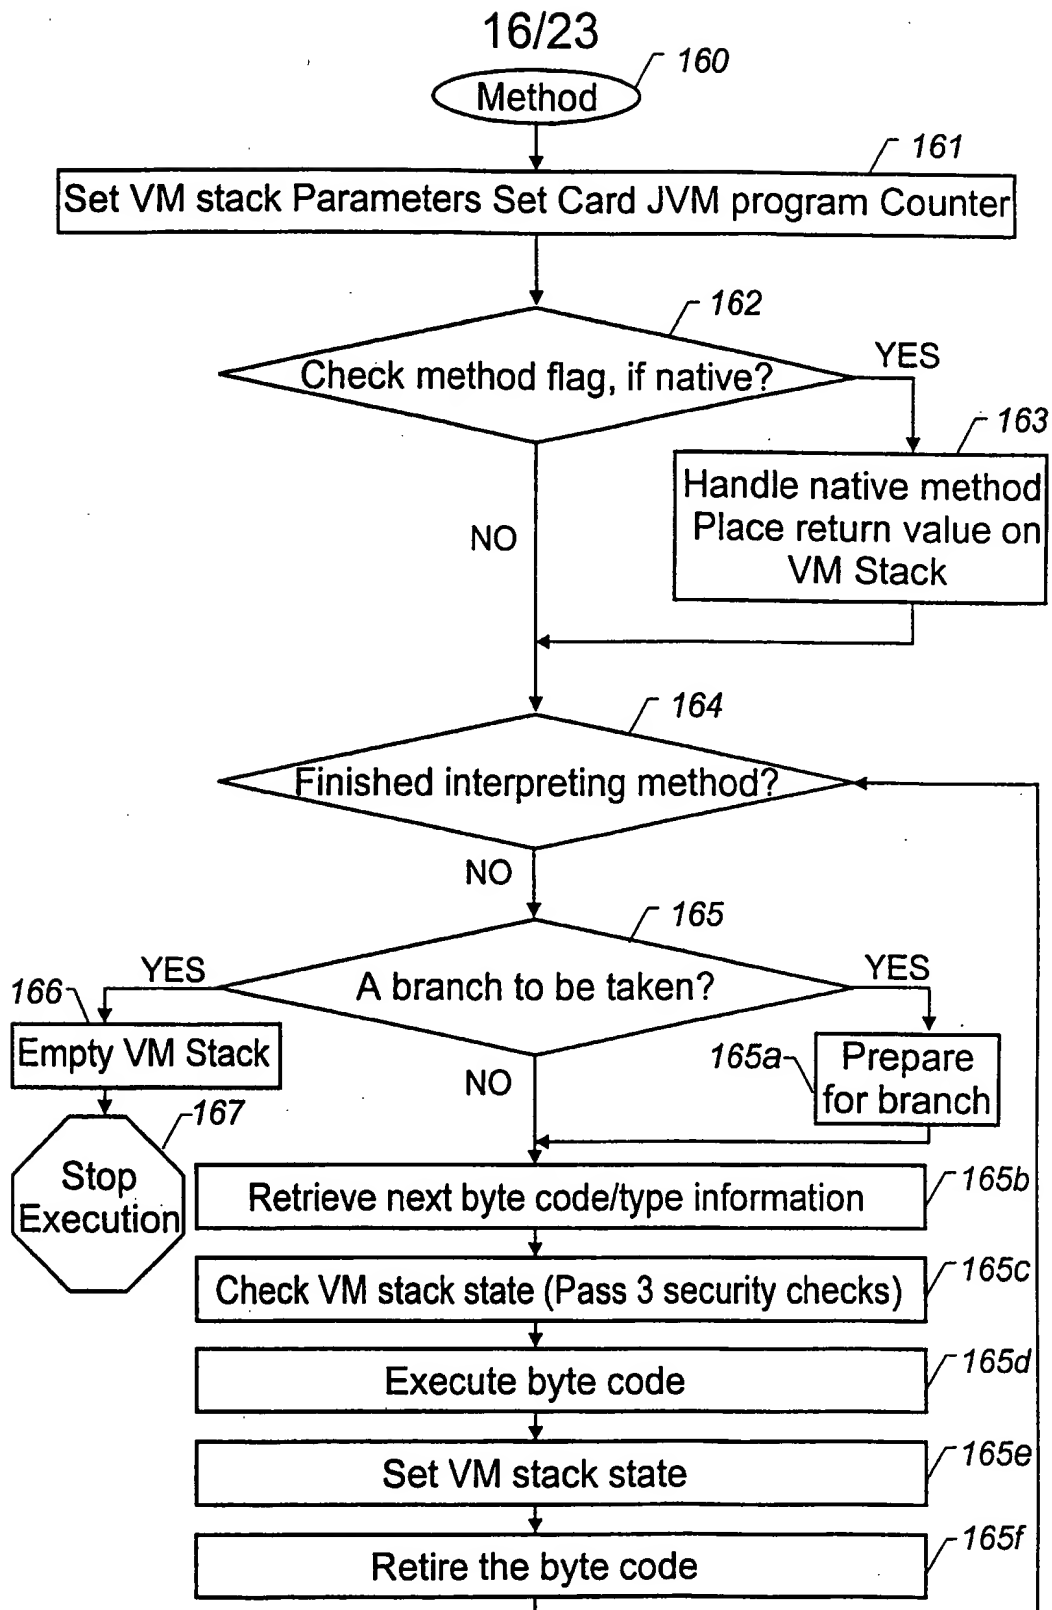 16/23
160
Method
161
Set VM stack Parameters Set Card JVM program Counter
162
Check method flag, if native?
YES
163
Handle native method
Place return value on
VM Stack
NO
164
Finished interpreting method?
NO
165
A branch to be taken?
YES
YES
166
Empty VM Stack
165a
Prepare
for branch
NO
167
Stop
Execution
165b
Retrieve next byte code/type information
165c
Check VM stack state (Pass 3 security checks)
165d
Execute byte code
165e
Set VM stack state
165f
Retire the byte code